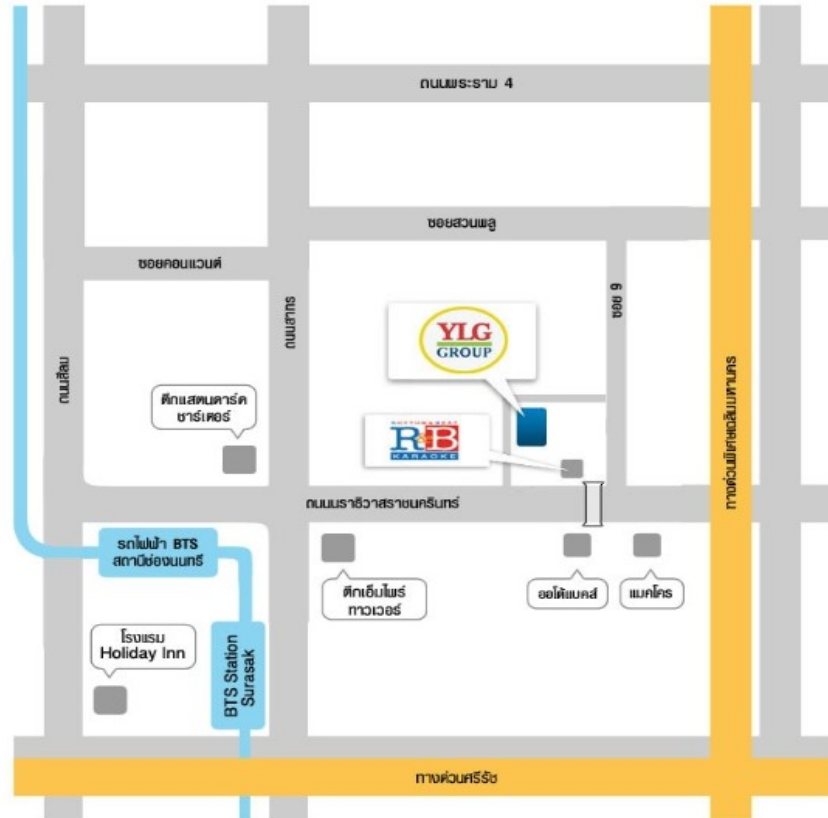 ถนนพระราม 4
ซอยสวนพลู
ซอยคอนแวนต์
ซอย 9
ถนนสาทร
ถนนสีลม
YLG
GROUP
ตึกแสตนดาร์ด
ชาร์เตอร์
R&B
KARAOKE
ทางด่วนพิเศษเฉลิมมหานคร
ถนนนราธิวาสราชนครินทร์
รถไฟฟ้า BTS
สถานีช่องนนทรี
ตึกเอ็มไพร์
ทาวเวอร์
ออโต้แบคส์
แมคโคร
โรงแรม
Holiday Inn
BTS Station
Surasak
ทางด่วนศรีรัช